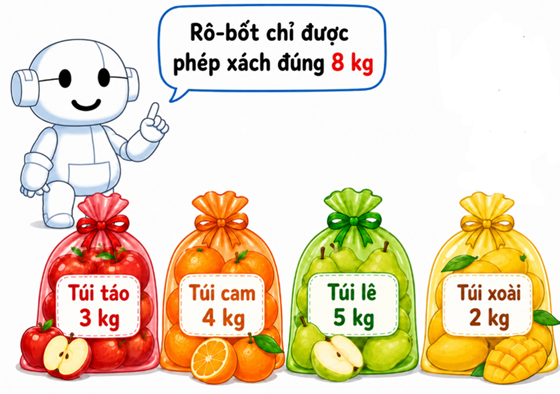 Rô-bốt chỉ được
phép xách đúng 8 kg
Túi táo
3 kg
Túi cam
4 kg
Túi lê
5 kg
Túi xoài
2 kg